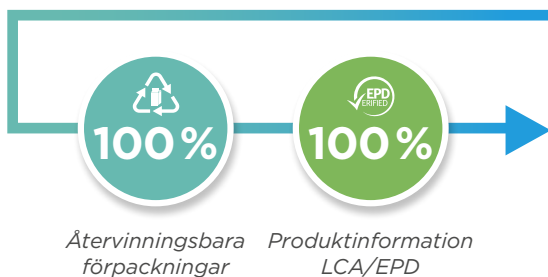 100 %
EPD
VERIFIED
100 %
Återvinningsbara
förpackningar
Produktinformation
LCA/EPD